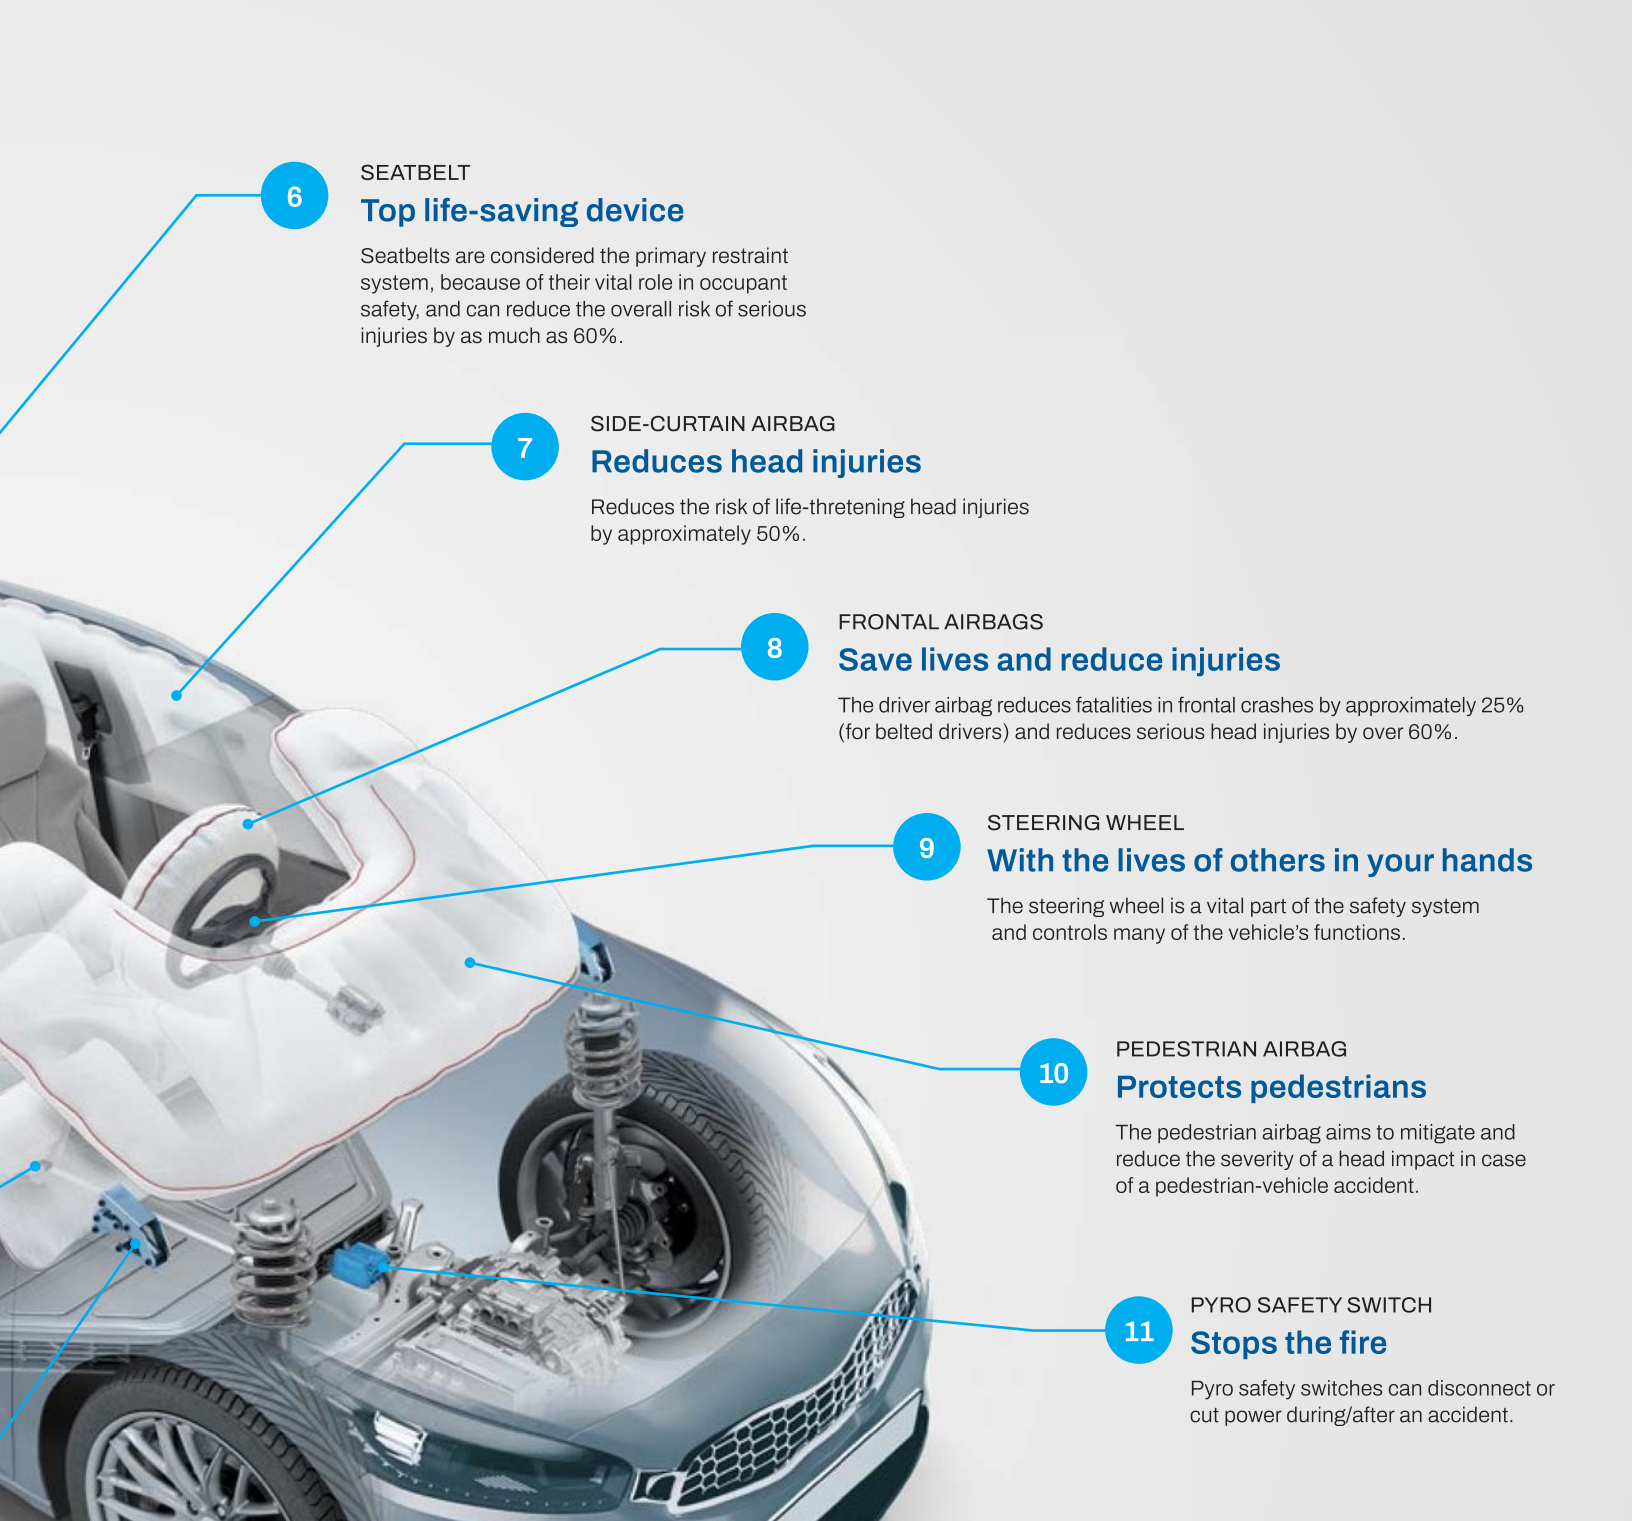 6
SEATBELT
Top life-saving device
Seatbelts are considered the primary restraint
system, because of their vital role in occupant
safety, and can reduce the overall risk of serious
injuries by as much as 60%.
7
SIDE-CURTAIN AIRBAG
Reduces head injuries
Reduces the risk of life-thretening head injuries
by approximately 50%.
8
FRONTAL AIRBAGS
Save lives and reduce injuries
The driver airbag reduces fatalities in frontal crashes by approximately 25%
(for belted drivers) and reduces serious head injuries by over 60%.
9
STEERING WHEEL
With the lives of others in your hands
The steering wheel is a vital part of the safety system
and controls many of the vehicle’s functions.
10
PEDESTRIAN AIRBAG
Protects pedestrians
The pedestrian airbag aims to mitigate and
reduce the severity of a head impact in case
of a pedestrian-vehicle accident.
11
PYRO SAFETY SWITCH
Stops the fire
Pyro safety switches can disconnect or
cut power during/after an accident.